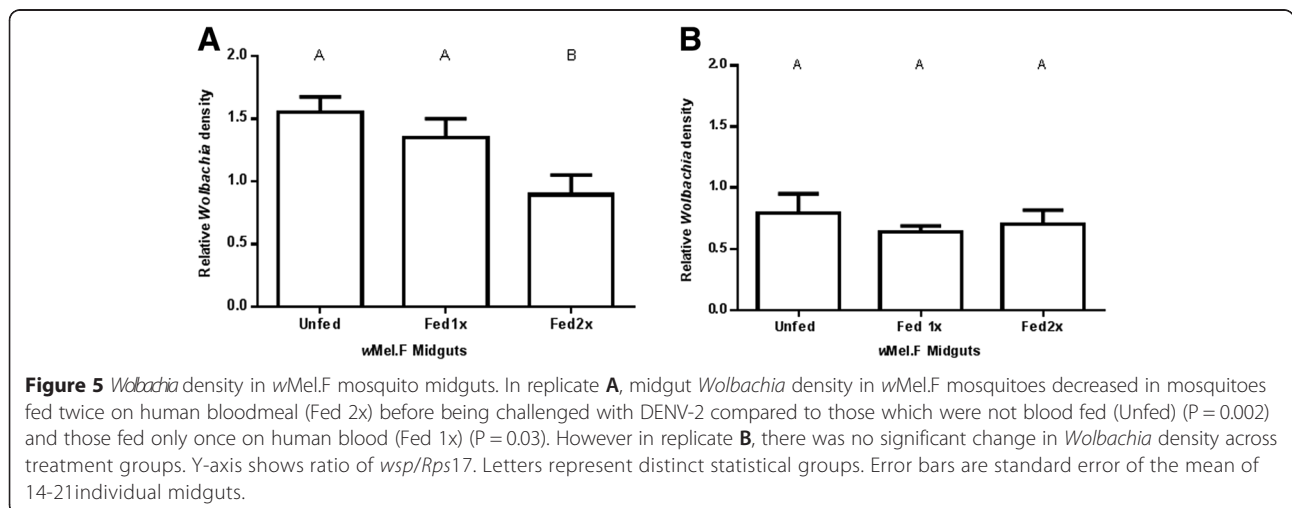 A
B
A A B
A A A
Relative Wolbachia density
2.0
1.5
1.0
0.5
0.0
Unfed Fed1x Fed2x
wMel.F Midguts
Relative Wolbachia density
2.0
1.5
1.0
0.5
0.0
Unfed Fed 1x Fed2x
wMel.F Midguts
Figure 5 Wolbachia density in wMel.F mosquito midguts. In replicate A, midgut Wolbachia density in wMel.F mosquitoes decreased in mosquitoes
fed twice on human bloodmeal (Fed 2x) before being challenged with DENV-2 compared to those which were not blood fed (Unfed) (P = 0.002)
and those fed only once on human blood (Fed 1x) (P = 0.03). However in replicate B, there was no significant change in Wolbachia density across
treatment groups. Y-axis shows ratio of wsp/Rps17. Letters represent distinct statistical groups. Error bars are standard error of the mean of
14-21individual midguts.